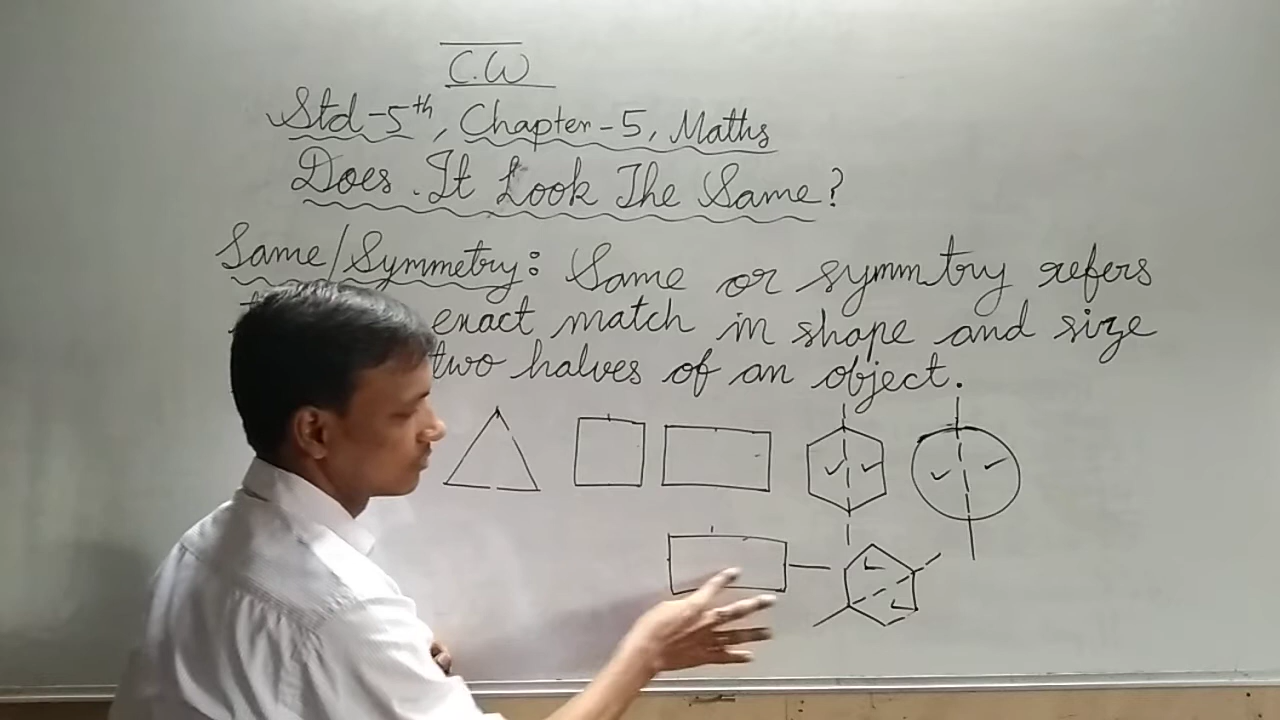 C.W
Std-5th, Chapter-5, Maths
Does It Look The Same?
Same/Symmetry: Same or symmtry refers
exact match in shape and size
two halves of an object.